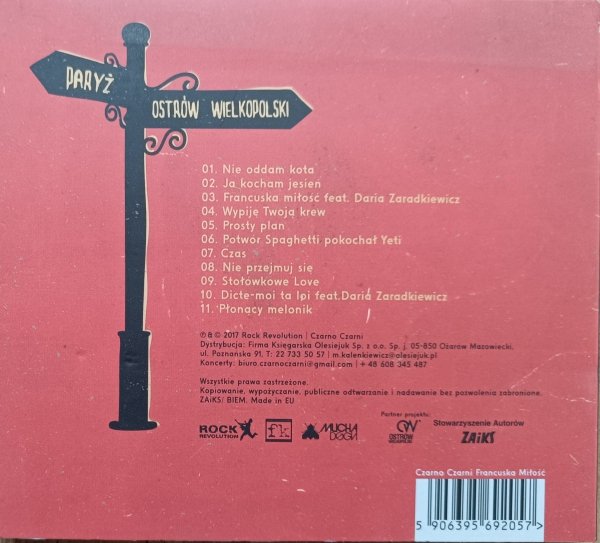 PARYŻ
OSTRÓW WIELKOPOLSKI
01. Nie oddam kota
02. Ja kocham jesień
03. Francuska miłość feat. Daria Zaradkiewicz
04. Wypiję Twoją krew
05. Prosty plan
06. Potwór Spaghetti pokochał Yeti
07. Czas
08. Nie przejmuj się
09. Stołówkowe Love
10. Dicte-moi ta loi feat.Daria Zaradkiewicz
11. Płonący melonik
℗ & © 2017 Rock Revolution | Czarno Czarni
Dystrybucja: Firma Księgarska Olesiejuk Sp. z o.o. Sp. j. 05-850 Ożarów Mazowiecki,
ul. Poznańska 91, T: 22 733 50 57 | m.kalenkiewicz@olesiejuk.pl
Koncerty: biuro.czarnoczarni@gmail.com | + 48 608 345 487
Wszystkie prawa zastrzeżone.
Kopiowanie, wypożyczanie, publiczne odtwarzanie i nadawanie bez pozwolenia zabronione.
ZAiKS/ BIEM. Made in EU
Partner projektu:
ROCK REVOLUTION
fk
MUCHA DOGIN
OSTRÓW WIELKOPOLSKI
Stowarzyszenie Autorów
ZAiKS
Czarno Czarni Francuska Miłość
5 906395 692057 >